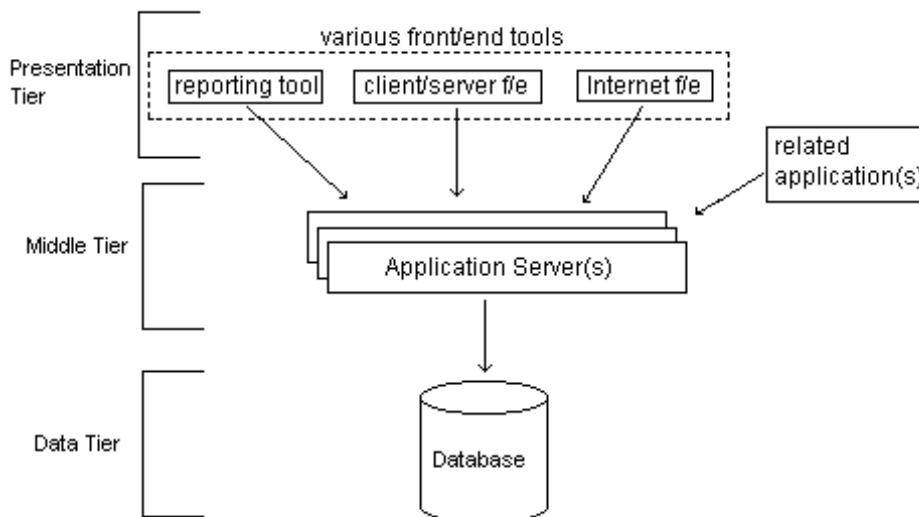 various front/end tools
Presentation
Tier
reporting tool
client/server f/e
Internet f/e
related
application(s)
Middle Tier
Application Server(s)
Data Tier
Database